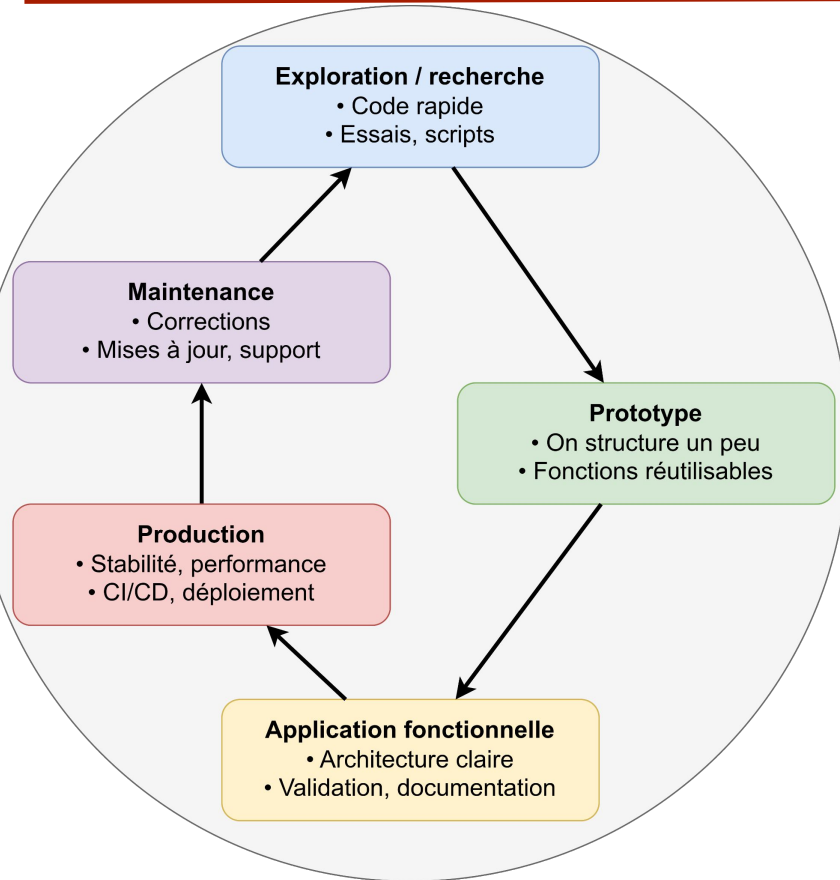 Exploration / recherche
• Code rapide
• Essais, scripts
Maintenance
• Corrections
• Mises à jour, support
Prototype
• On structure un peu
• Fonctions réutilisables
Production
• Stabilité, performance
• CI/CD, déploiement
Application fonctionnelle
• Architecture claire
• Validation, documentation